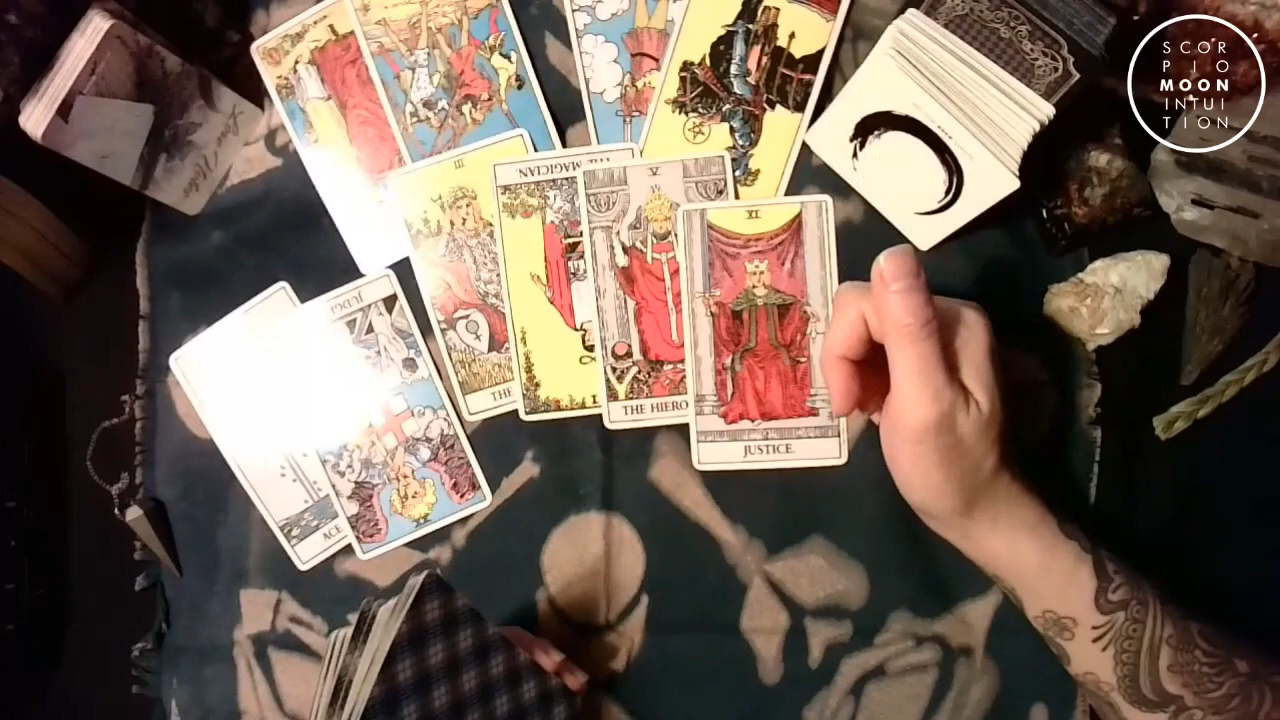 SCOR
PIO
MOON
INTUI
TION
Love Notes
THE MAGICIAN.
V
III
XI
JUDG
THE
I
THE HIERO
JUSTICE.
ACE